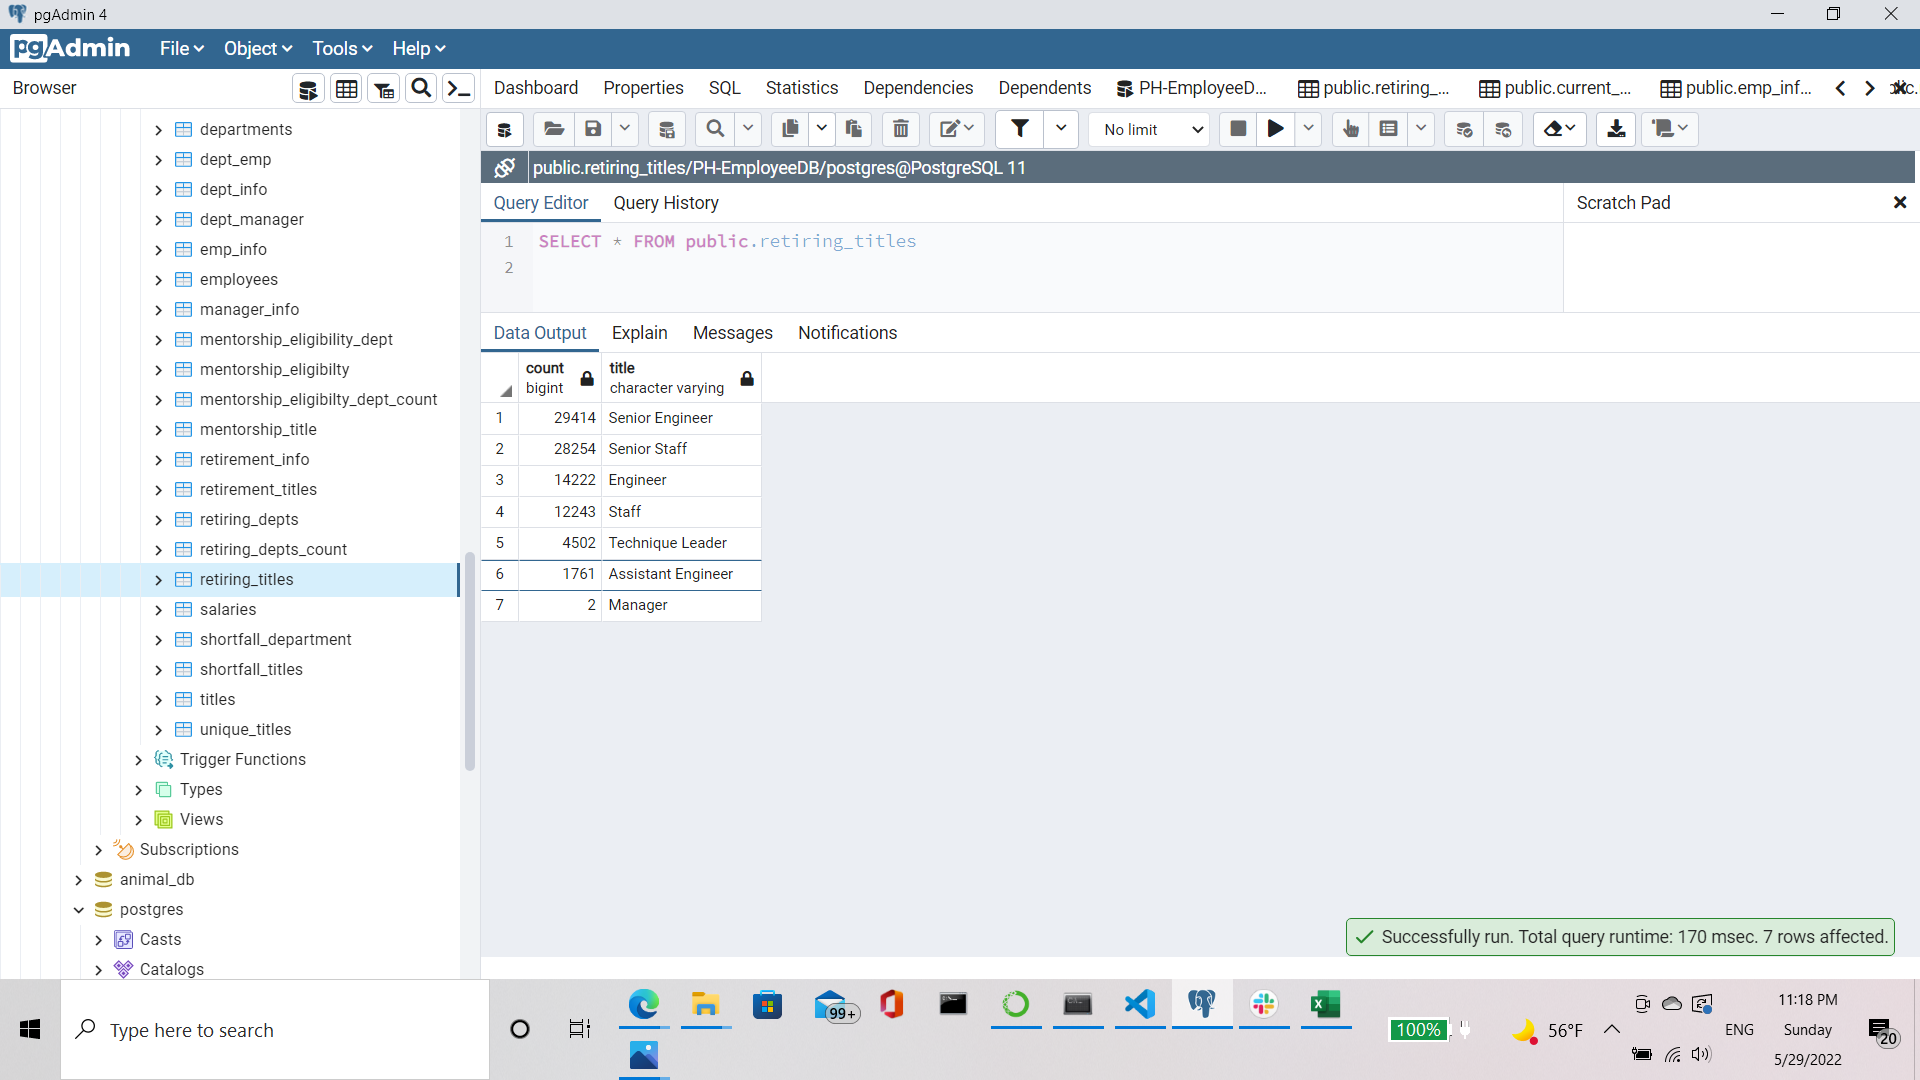 pgAdmin 4
pgAdmin File Object Tools Help
Browser
Dashboard Properties SQL Statistics Dependencies Dependents PH-EmployeeD... public.retiring_... public.current_... public.emp_inf...
No limit
public.retiring_titles/PH-EmployeeDB/postgres@PostgreSQL 11
Query Editor Query History
Scratch Pad
1 SELECT * FROM public.retiring_titles
2
Data Output Explain Messages Notifications
count title
bigint character varying
1 29414 Senior Engineer
2 28254 Senior Staff
3 14222 Engineer
4 12243 Staff
5 4502 Technique Leader
6 1761 Assistant Engineer
7 2 Manager
departments
dept_emp
dept_info
dept_manager
emp_info
employees
manager_info
mentorship_eligibility_dept
mentorship_eligibilty
mentorship_eligibilty_dept_count
mentorship_title
retirement_info
retirement_titles
retiring_depts
retiring_depts_count
retiring_titles
salaries
shortfall_department
shortfall_titles
titles
unique_titles
Trigger Functions
Types
Views
Subscriptions
animal_db
postgres
Casts
Catalogs
Successfully run. Total query runtime: 170 msec. 7 rows affected.
Type here to search
99+
100%
56°F
ENG
11:18 PM
Sunday
5/29/2022
20